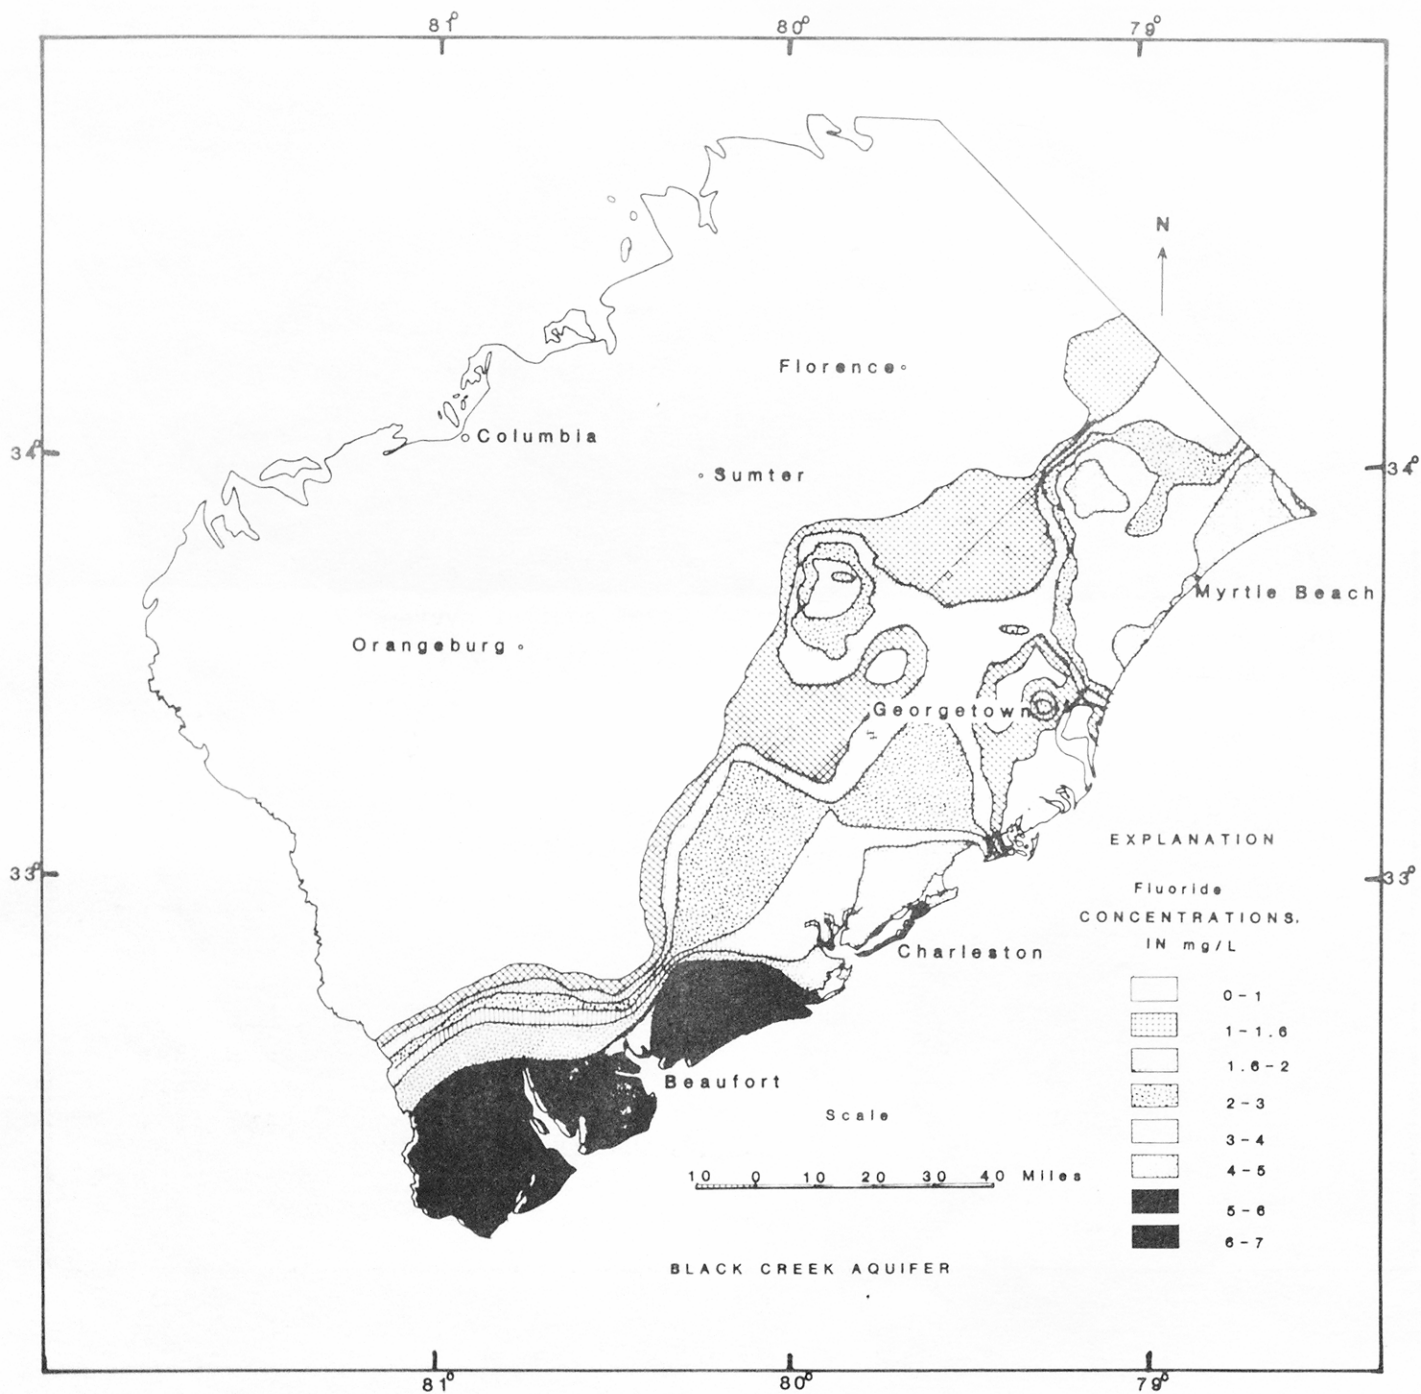 81° 80° 79°
N
Florence
34° Columbia 34°
Sumter
Myrtle Beach
Orangeburg
Georgetown
EXPLANATION
33° 33°
Fluoride
CONCENTRATIONS.
IN mg/L
Charleston
0-1
1-1.6
1.6-2
Beaufort
2-3
Scale
3-4
4-5
10 0 10 20 30 40 Miles
5-6
6-7
BLACK CREEK AQUIFER
81° 80° 79°